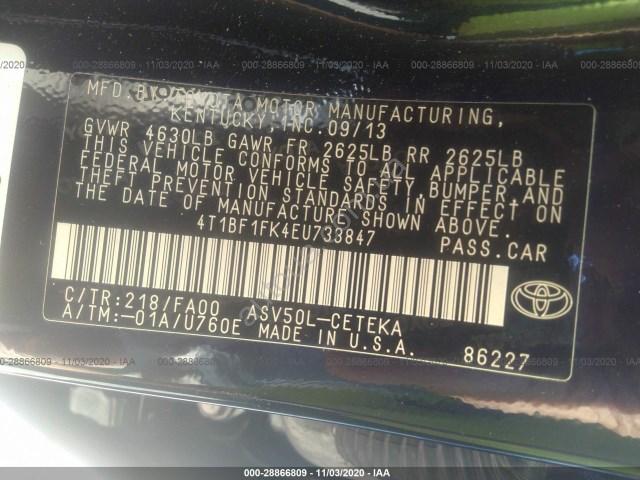 MFD. BY TOYOTA MOTOR MANUFACTURING,
KENTUCKY, INC. 09/13
GVWR 4630LB GAWR FR 2625LB RR 2625LB
THIS VEHICLE CONFORMS TO ALL APPLICABLE
FEDERAL MOTOR VEHICLE SAFETY, BUMPER, AND
THEFT PREVENTION STANDARDS IN EFFECT ON
THE DATE OF MANUFACTURE SHOWN ABOVE.
4T1BF1FK4EU733847
PASS.CAR
C/TR:218/FA00 ASV50L-CETEKA
A/TM:-01A/U760E MADE IN U.S.A.
86227
000-28866809 - 11/03/2020 - IAA